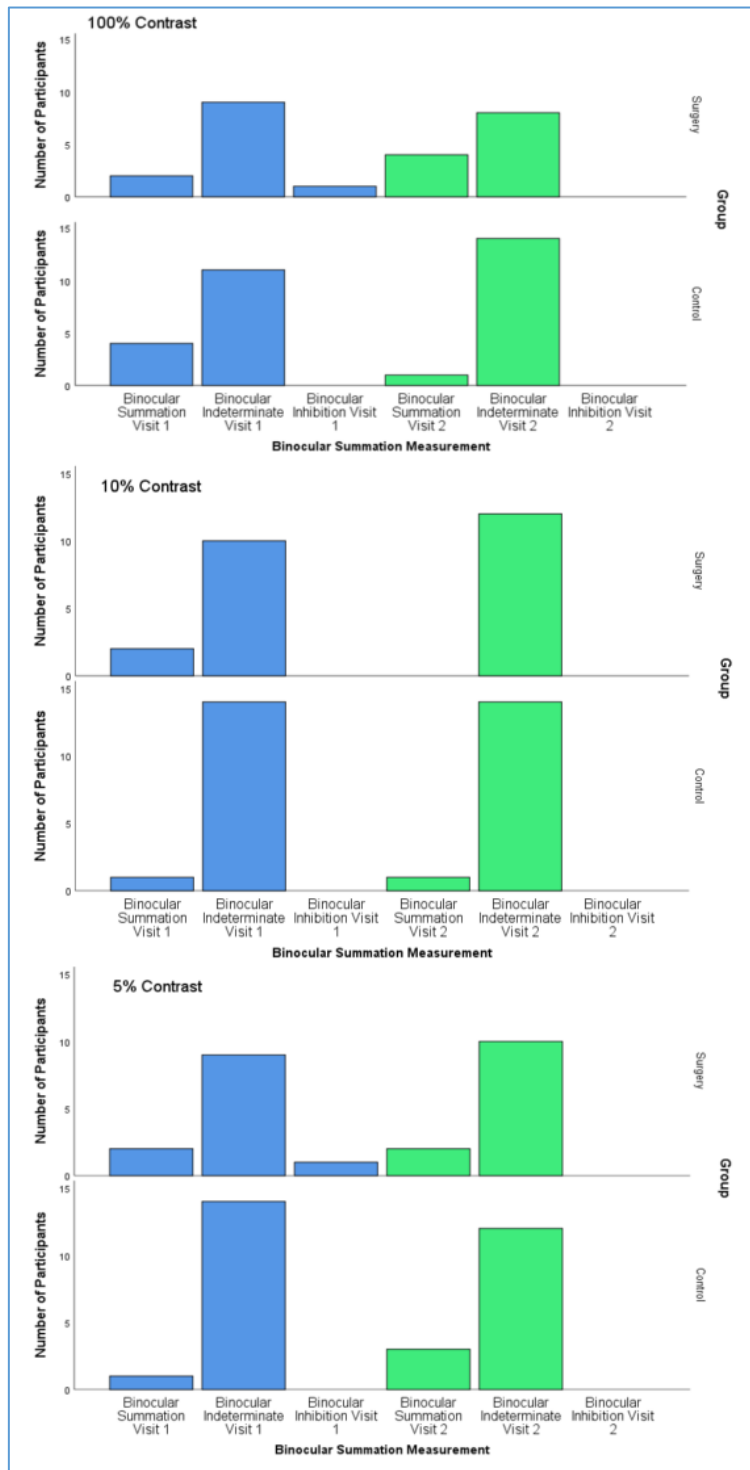 100% Contrast
Number of Participants
15
10
5
0
Surgery
Number of Participants
15
10
5
0
Control
Group
Binocular Summation Visit 1
Binocular Indeterminate Visit 1
Binocular Inhibition Visit 1
Binocular Summation Visit 2
Binocular Indeterminate Visit 2
Binocular Inhibition Visit 2
Binocular Summation Measurement
10% Contrast
Number of Participants
15
10
5
0
Surgery
Number of Participants
15
10
5
0
Control
Group
Binocular Summation Visit 1
Binocular Indeterminate Visit 1
Binocular Inhibition Visit 1
Binocular Summation Visit 2
Binocular Indeterminate Visit 2
Binocular Inhibition Visit 2
Binocular Summation Measurement
5% Contrast
Number of Participants
15
10
5
0
Surgery
Number of Participants
15
10
5
0
Control
Group
Binocular Summation Visit 1
Binocular Indeterminate Visit 1
Binocular Inhibition Visit 1
Binocular Summation Visit 2
Binocular Indeterminate Visit 2
Binocular Inhibition Visit 2
Binocular Summation Measurement